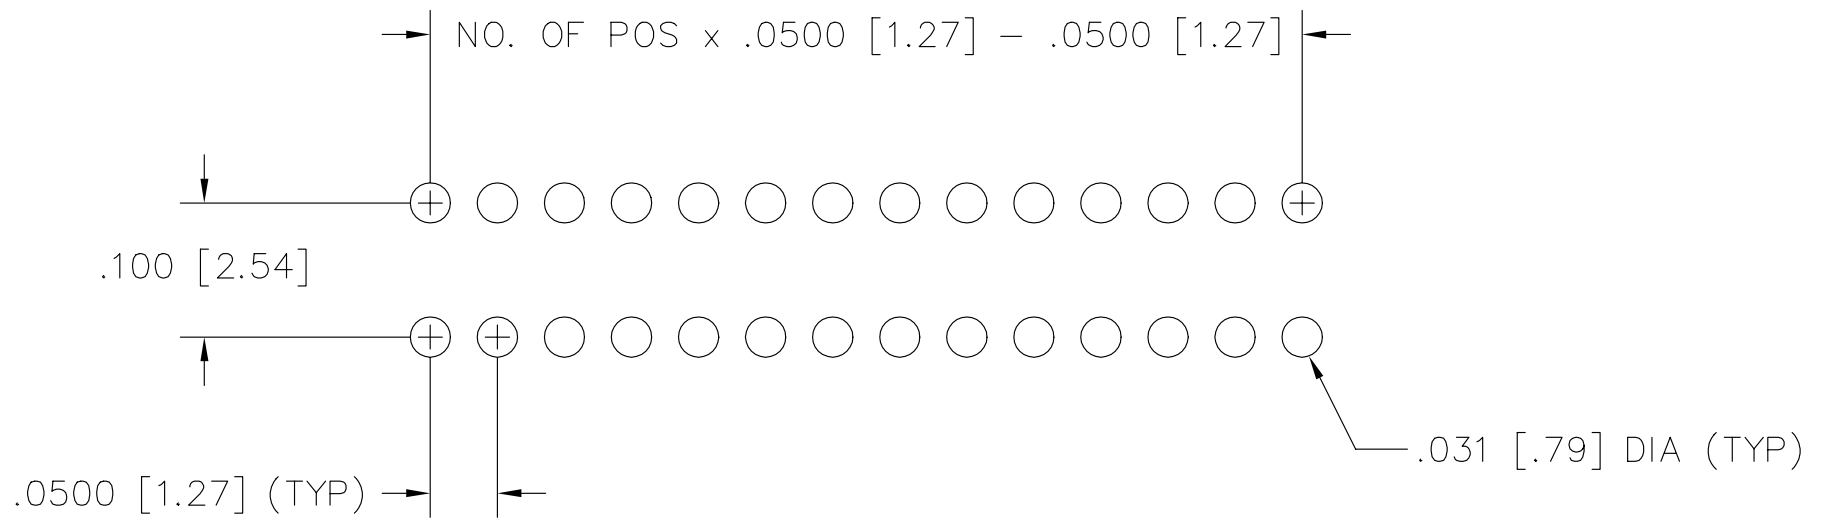 NO. OF POS x .0500 [1.27] – .0500 [1.27]
.100 [2.54]
.031 [.79] DIA (TYP)
.0500 [1.27] (TYP)